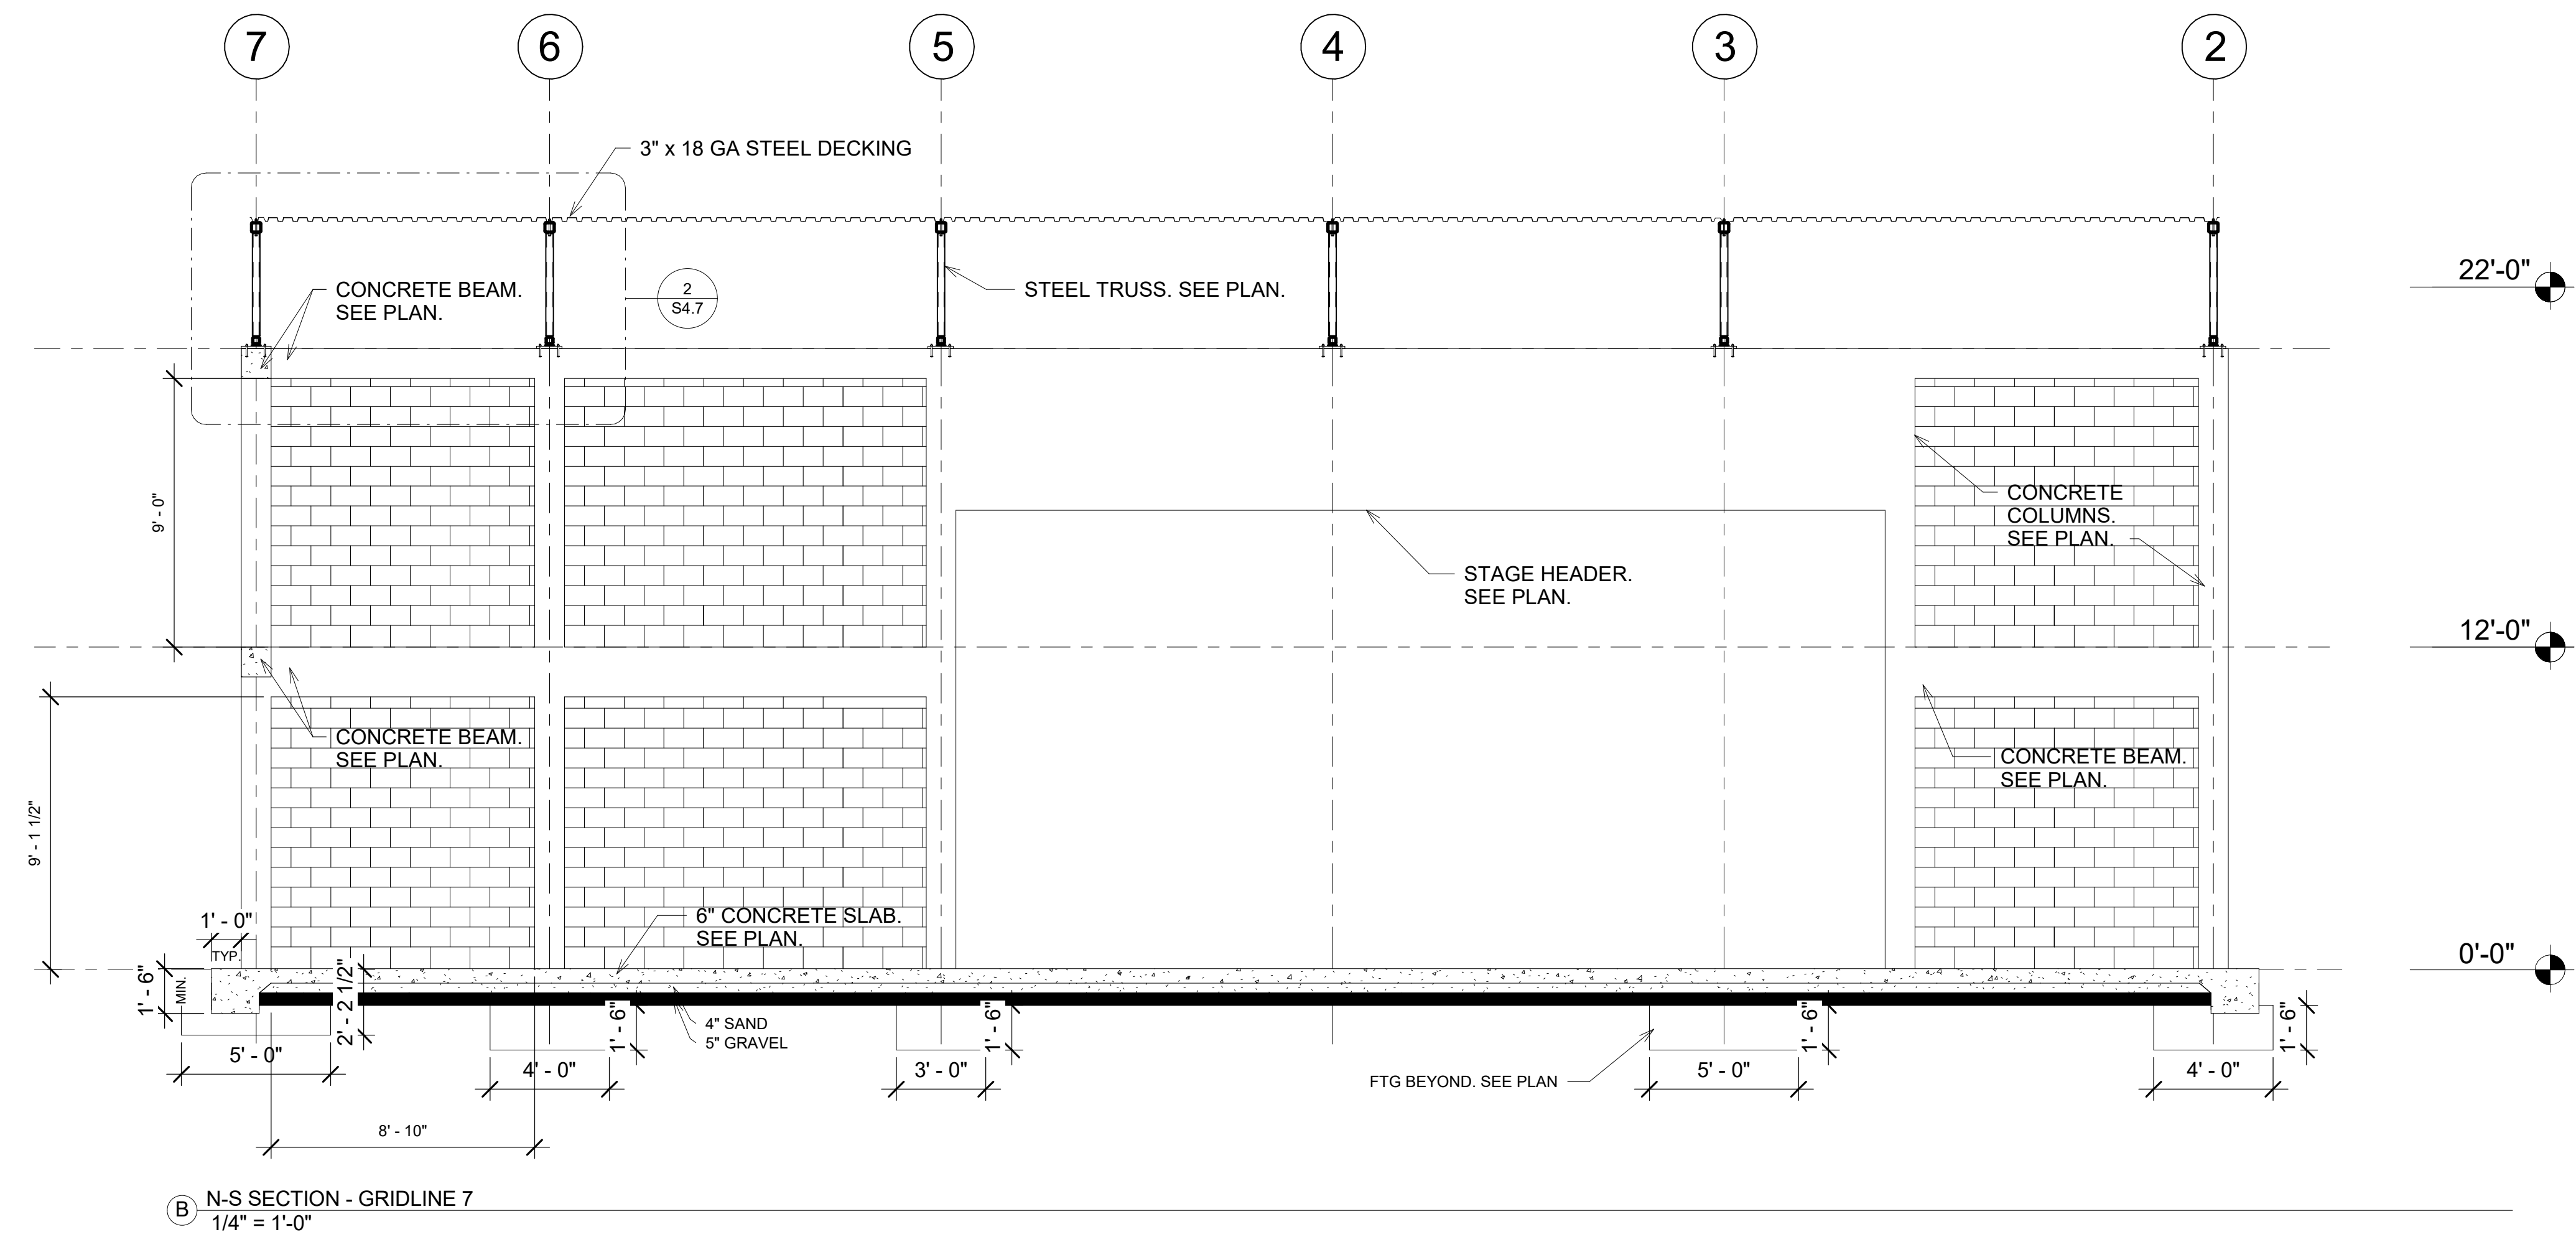 7
6
5
4
3
2
3" x 18 GA STEEL DECKING
CONCRETE BEAM.
SEE PLAN.
2
S4.7
STEEL TRUSS. SEE PLAN.
22'-0"
9' - 0"
CONCRETE
COLUMNS.
SEE PLAN.
STAGE HEADER.
SEE PLAN.
12'-0"
CONCRETE BEAM.
SEE PLAN.
CONCRETE BEAM.
SEE PLAN.
9' - 1 1/2"
1' - 0"
TYP.
6" CONCRETE SLAB.
SEE PLAN.
0'-0"
1' - 6"
MIN.
2' - 2 1/2"
1' - 6"
4" SAND
5" GRAVEL
1' - 6"
1' - 6"
1' - 6"
5' - 0"
4' - 0"
3' - 0"
FTG BEYOND. SEE PLAN
5' - 0"
4' - 0"
8' - 10"
B
N-S SECTION - GRIDLINE 7
1/4" = 1'-0"